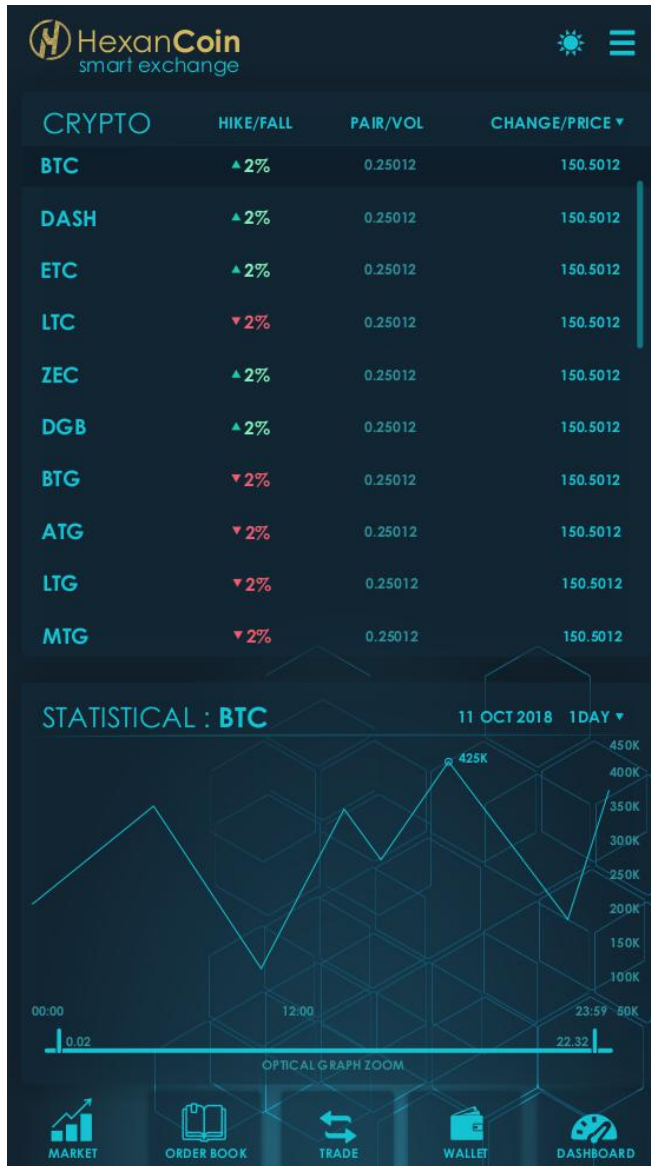 HexanCoin
smart exchange
CRYPTO HIKE/FALL PAIR/VOL CHANGE/PRICE ▼
BTC ▲2% 0.25012 150.5012
DASH ▲2% 0.25012 150.5012
ETC ▲2% 0.25012 150.5012
LTC ▼2% 0.25012 150.5012
ZEC ▲2% 0.25012 150.5012
DGB ▲2% 0.25012 150.5012
BTG ▼2% 0.25012 150.5012
ATG ▼2% 0.25012 150.5012
LTG ▼2% 0.25012 150.5012
MTG ▼2% 0.25012 150.5012
STATISTICAL : BTC 11 OCT 2018 1DAY ▼
450K
425K
400K
350K
300K
250K
200K
150K
100K
00:00 12:00 23:59 50K
0.02 22.32
OPTICAL GRAPH ZOOM
MARKET ORDER BOOK TRADE WALLET DASHBOARD